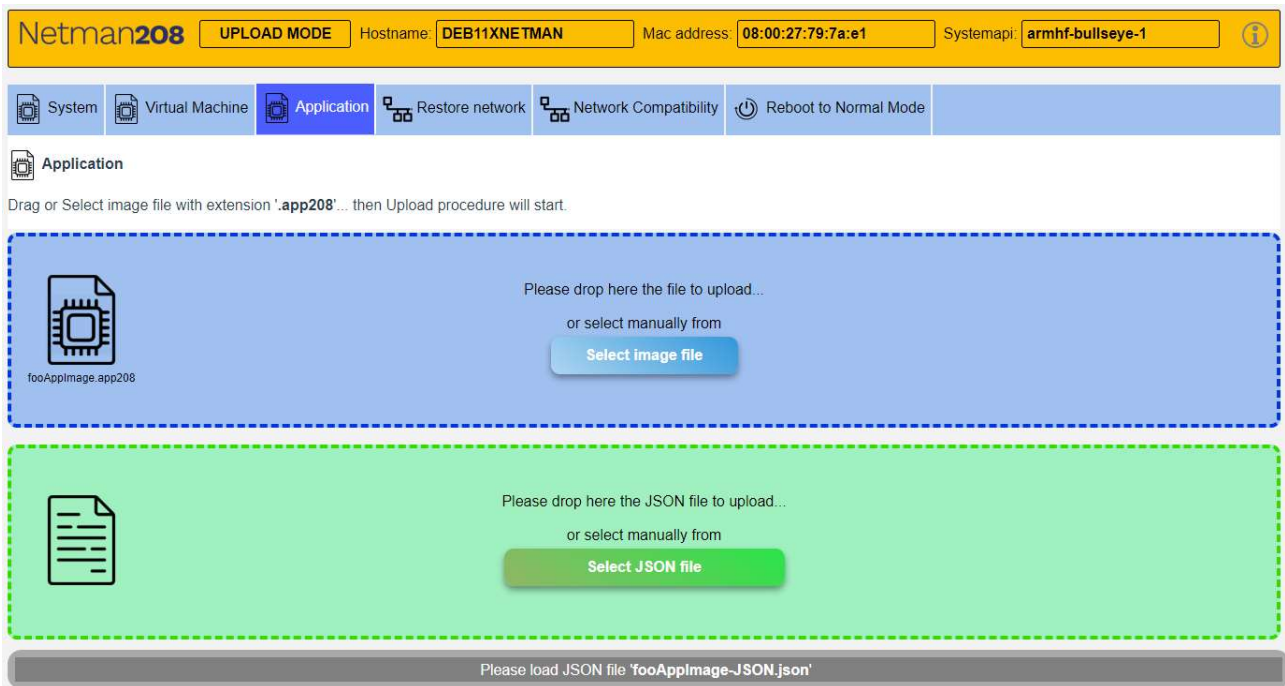 Netman208 UPLOAD MODE Hostname: DEB11XNETMAN Mac address: 08:00:27:79:7a:e1 Systemapi: armhf-bullseye-1
System Virtual Machine Application Restore network Network Compatibility Reboot to Normal Mode
Application
Drag or Select image file with extension '.app208'... then Upload procedure will start.
Please drop here the file to upload...
or select manually from
Select image file
fooAppImage.app208
Please drop here the JSON file to upload...
or select manually from
Select JSON file
Please load JSON file 'fooAppImage-JSON.json'